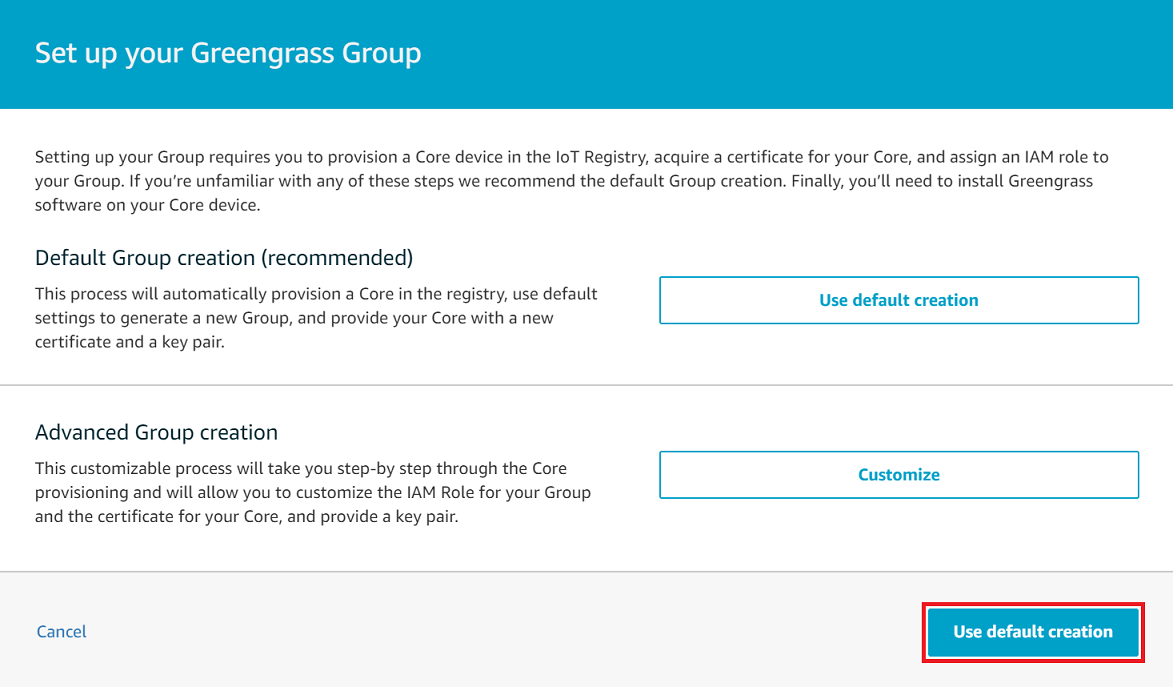 Set up your Greengrass Group
Setting up your Group requires you to provision a Core device in the IoT Registry, acquire a certificate for your Core, and assign an IAM role to
your Group. If you’re unfamiliar with any of these steps we recommend the default Group creation. Finally, you’ll need to install Greengrass
software on your Core device.
Default Group creation (recommended)
This process will automatically provision a Core in the registry, use default
settings to generate a new Group, and provide your Core with a new
certificate and a key pair.
Use default creation
Advanced Group creation
This customizable process will take you step-by step through the Core
provisioning and will allow you to customize the IAM Role for your Group
and the certificate for your Core, and provide a key pair.
Customize
Cancel
Use default creation